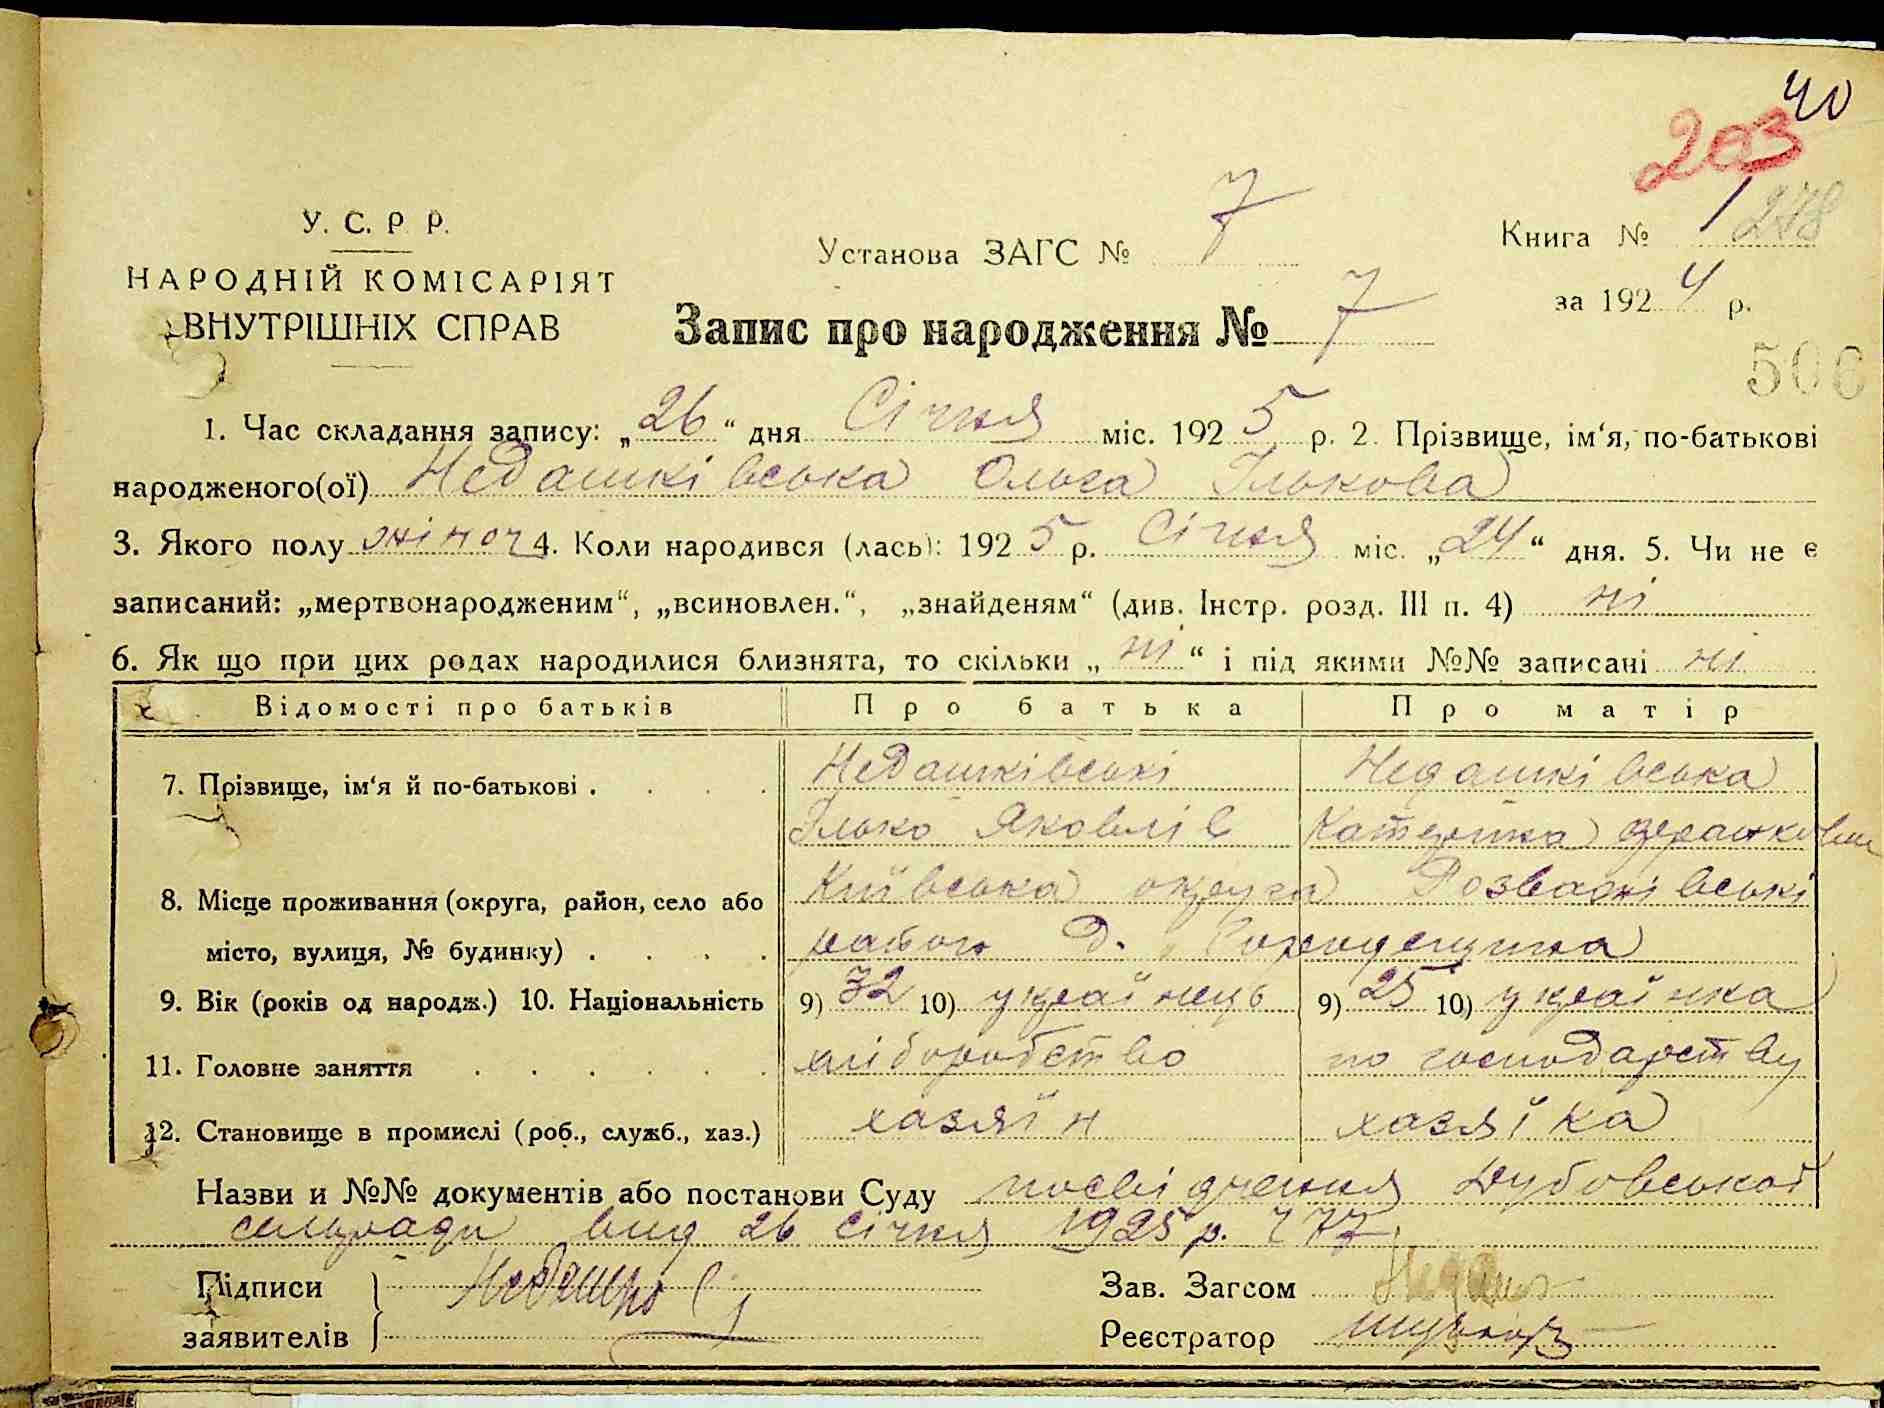 40
203
У. С. Р. Р.
НАРОДНІЙ КОМІСАРІЯТ
ВНУТРІШНІХ СПРАВ
Установа ЗАГС № 7
Книга № 1 278
за 1924 р.
Запис про народження № 7
506
1. Час складання запису: „26“ дня Січня міс. 1925 р. 2. Прізвище, ім‘я, по-батькові
народженого(ої) Недашківська Ольга Ількова
3. Якого полу жіноч 4. Коли народився (лась): 1925 р. Січня міс. „24“ дня. 5. Чи не є
записаний: „мертвонародженим“, „всиновлен.“, „знайденям“ (див. Інстр. розд. III п. 4) ні
6. Як що при цих родах народилися близнята, то скільки „ні“ і під якими №№ записані ні
Відомості про батьків Про батька Про матір
7. Прізвище, ім‘я й по-батькові . . . . Недашківські Недашківська
Ілько Яковлів Катерина
8. Місце проживання (округа, район, село або Київська округа Розважівські
місто, вулиця, № будинку) . . . . район д.
9. Вік (років од народж.) 10. Національність 9) 32 10) українець 9) 25 10) українка
11. Головне заняття . . . . . . хліборобство по господарству
12. Становище в промислі (роб., служб., хаз.) хазяїн хазяїка
Назви и №№ документів або постанови Суду посвідчення Дубовської
сельради вид 26 січня 1925 р. 77
Підписи
заявителів
Зав. Загсом
Реєстратор